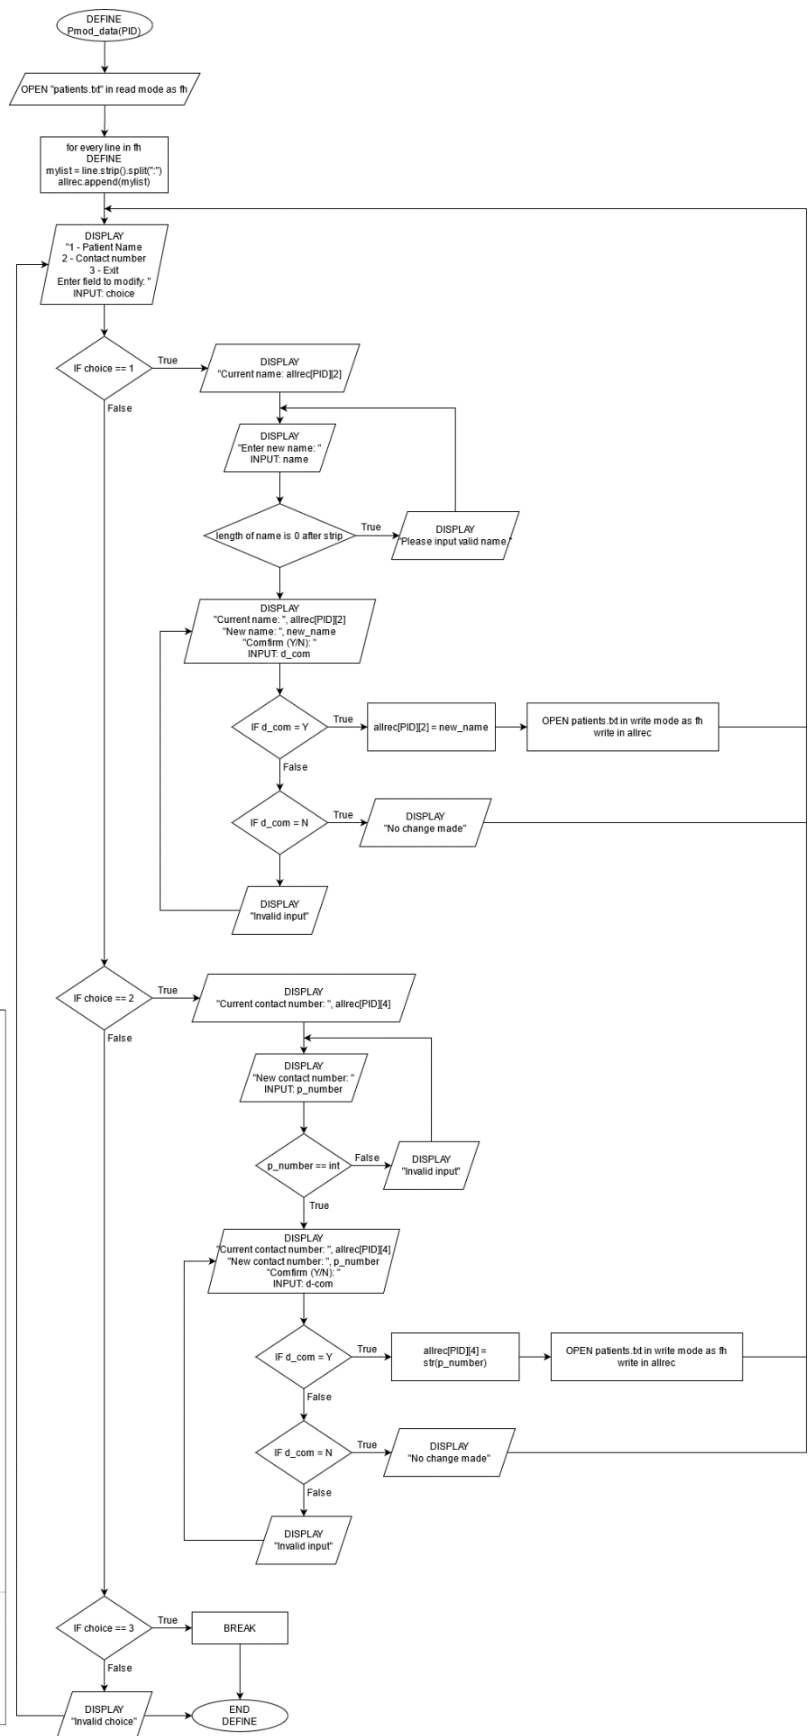 DEFINE
Pmod_data(PID)
OPEN "patients.txt" in read mode as fh
for every line in fh
DEFINE
mylist = line.strip().split(":")
allrec.append(mylist)
DISPLAY
"1 - Patient Name
2 - Contact number
3 - Exit
Enter field to modify: "
INPUT: choice
IF choice == 1
True
False
DISPLAY
"Current name: allrec[PID][2]
DISPLAY
"Enter new name: "
INPUT: name
length of name is 0 after strip
True
DISPLAY
"Please input valid name."
DISPLAY
"Current name: ", allrec[PID][2]
"New name: ", new_name
"Comfirm (Y/N): "
INPUT: d_com
IF d_com = Y
True
False
allrec[PID][2] = new_name
OPEN patients.txt in write mode as fh
write in allrec
IF d_com = N
True
DISPLAY
"No change made"
DISPLAY
"Invalid input"
IF choice == 2
True
False
DISPLAY
"Current contact number: ", allrec[PID][4]
DISPLAY
"New contact number: "
INPUT: p_number
p_number == int
False
True
DISPLAY
"Invalid input"
DISPLAY
"Current contact number: ", allrec[PID][4]
"New contact number: ", p_number
"Comfirm (Y/N): "
INPUT: d-com
IF d_com = Y
True
False
allrec[PID][4] =
str(p_number)
OPEN patients.txt in write mode as fh
write in allrec
IF d_com = N
True
False
DISPLAY
"No change made"
DISPLAY
"Invalid input"
IF choice == 3
True
False
BREAK
DISPLAY
"Invalid choice"
END
DEFINE